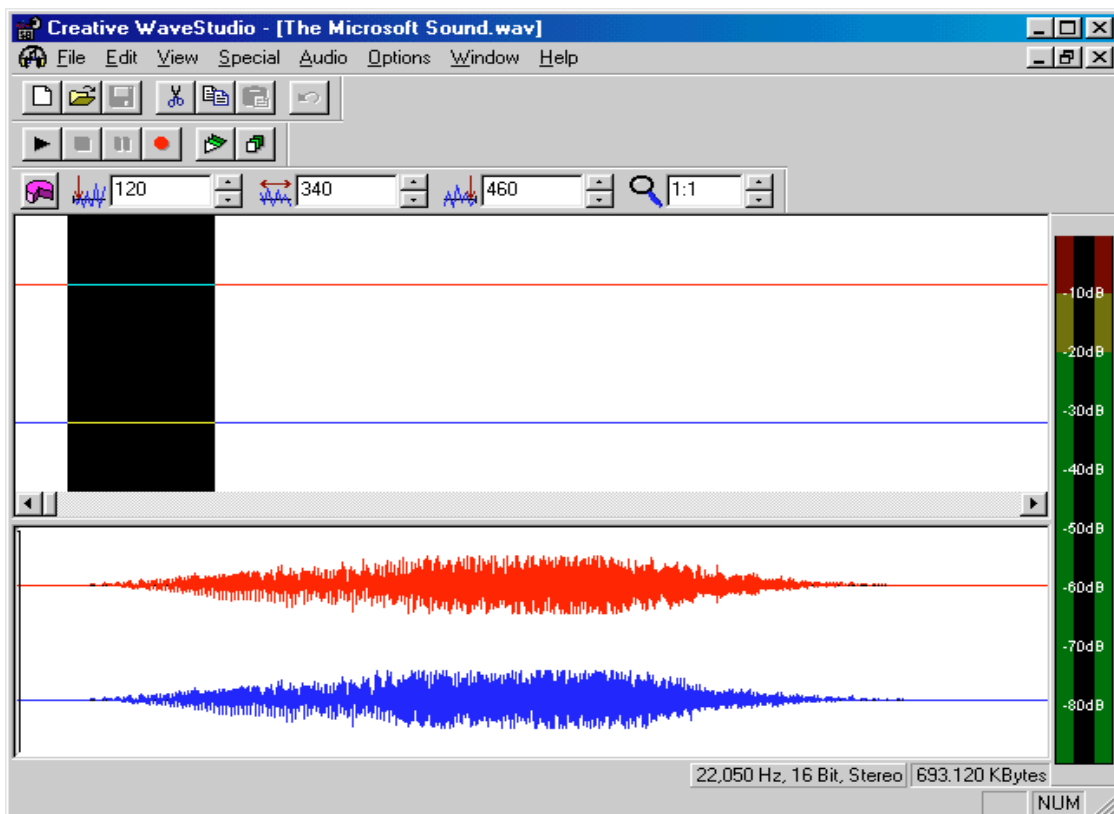 Creative WaveStudio - [The Microsoft Sound.wav]
File Edit View Special Audio Options Window Help
120 340 460 1:1
-10dB
-20dB
-30dB
-40dB
-50dB
-60dB
-70dB
-80dB
22,050 Hz, 16 Bit, Stereo 693.120 KBytes
NUM